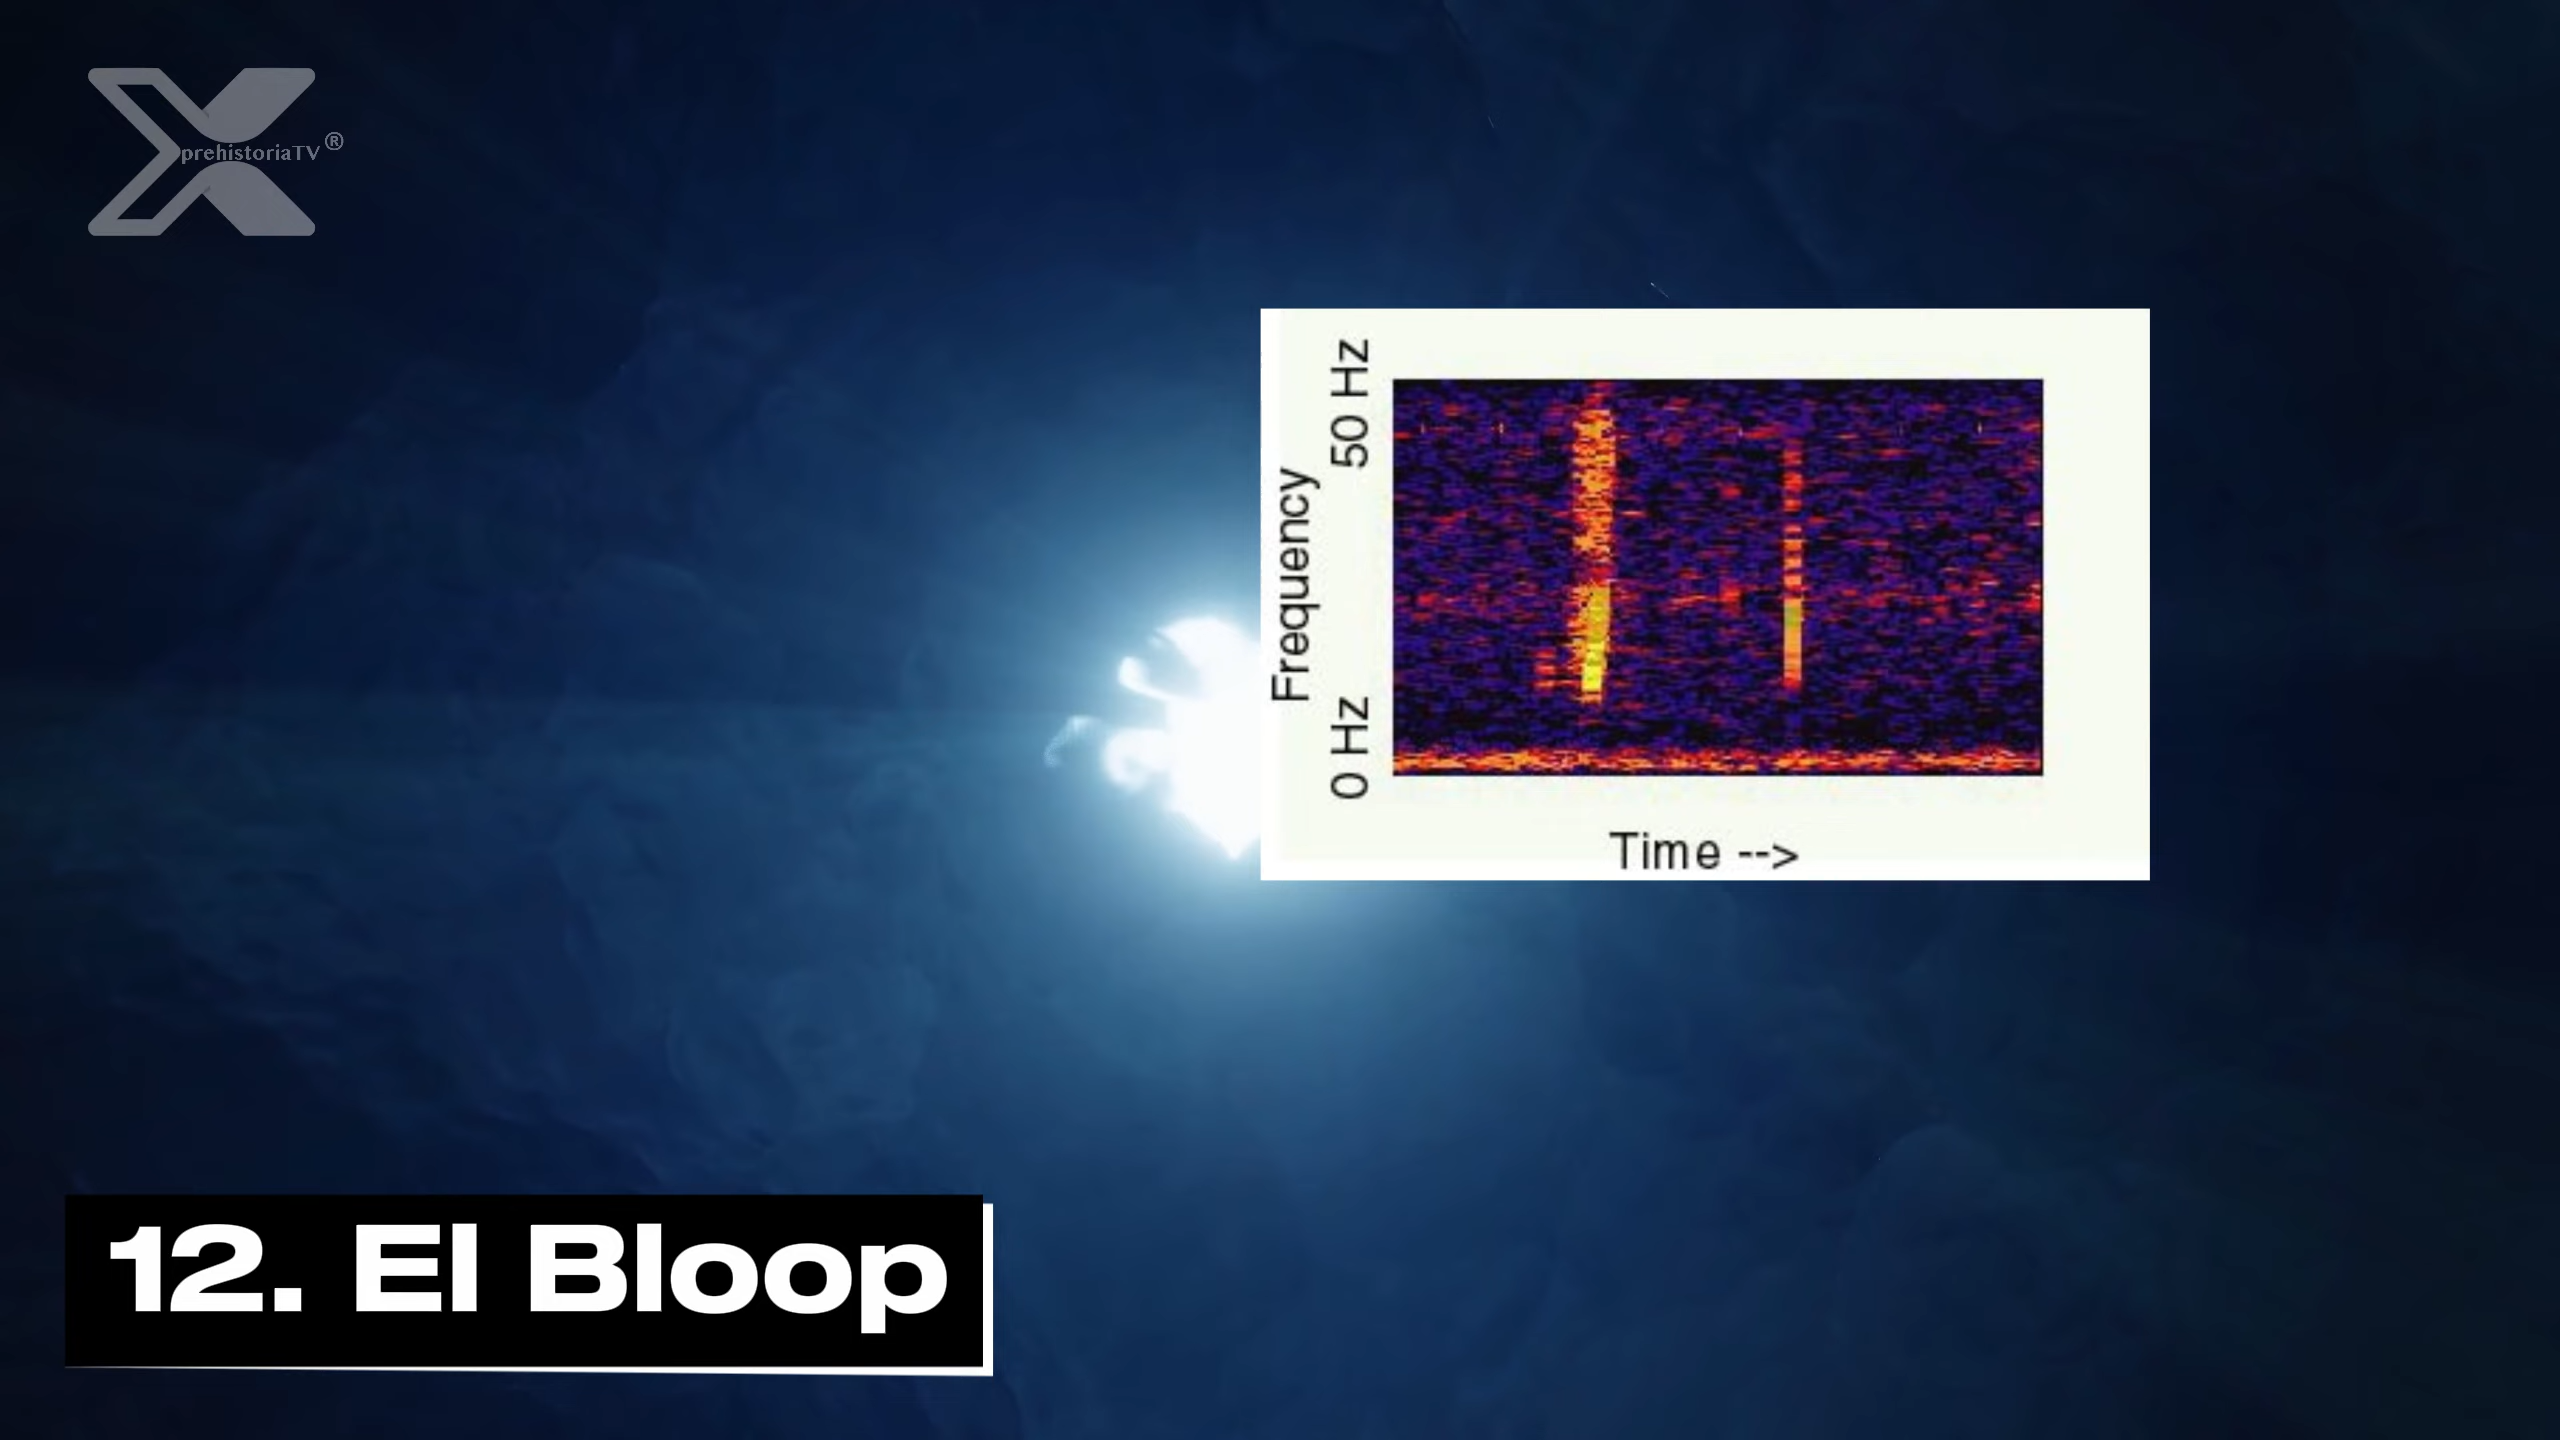 prehistoriaTV®
50 Hz
Frequency
0 Hz
Time -->
12. El Bloop